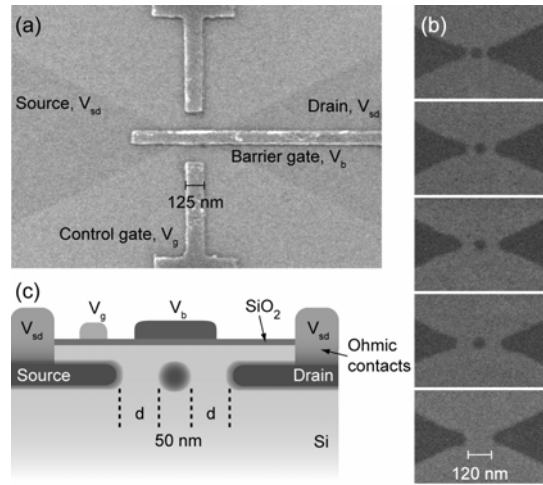 (a)
Source, Vsd
Drain, Vsd
Barrier gate, Vb
125 nm
Control gate, Vg
(b)
120 nm
(c)
Vg
Vb
SiO2
Vsd
Vsd
Ohmic
contacts
Source
Drain
d
d
50 nm
Si